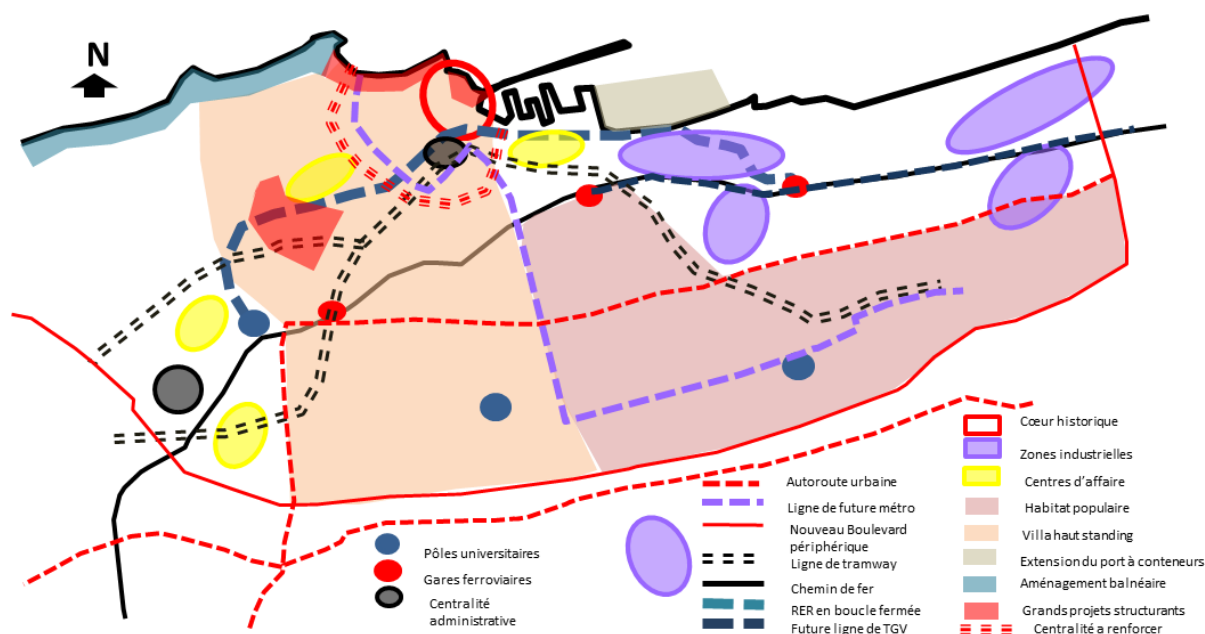 N
Pôles universitaires
Gares ferroviaires
Centralité
administrative
Autoroute urbaine
Ligne de future métro
Nouveau Boulevard
périphérique
Ligne de tramway
Chemin de fer
RER en boucle fermée
Future ligne de TGV
Cœur historique
Zones industrielles
Centres d'affaire
Habitat populaire
Villa haut standing
Extension du port à conteneurs
Aménagement balnéaire
Grands projets structurants
Centralité a renforcer